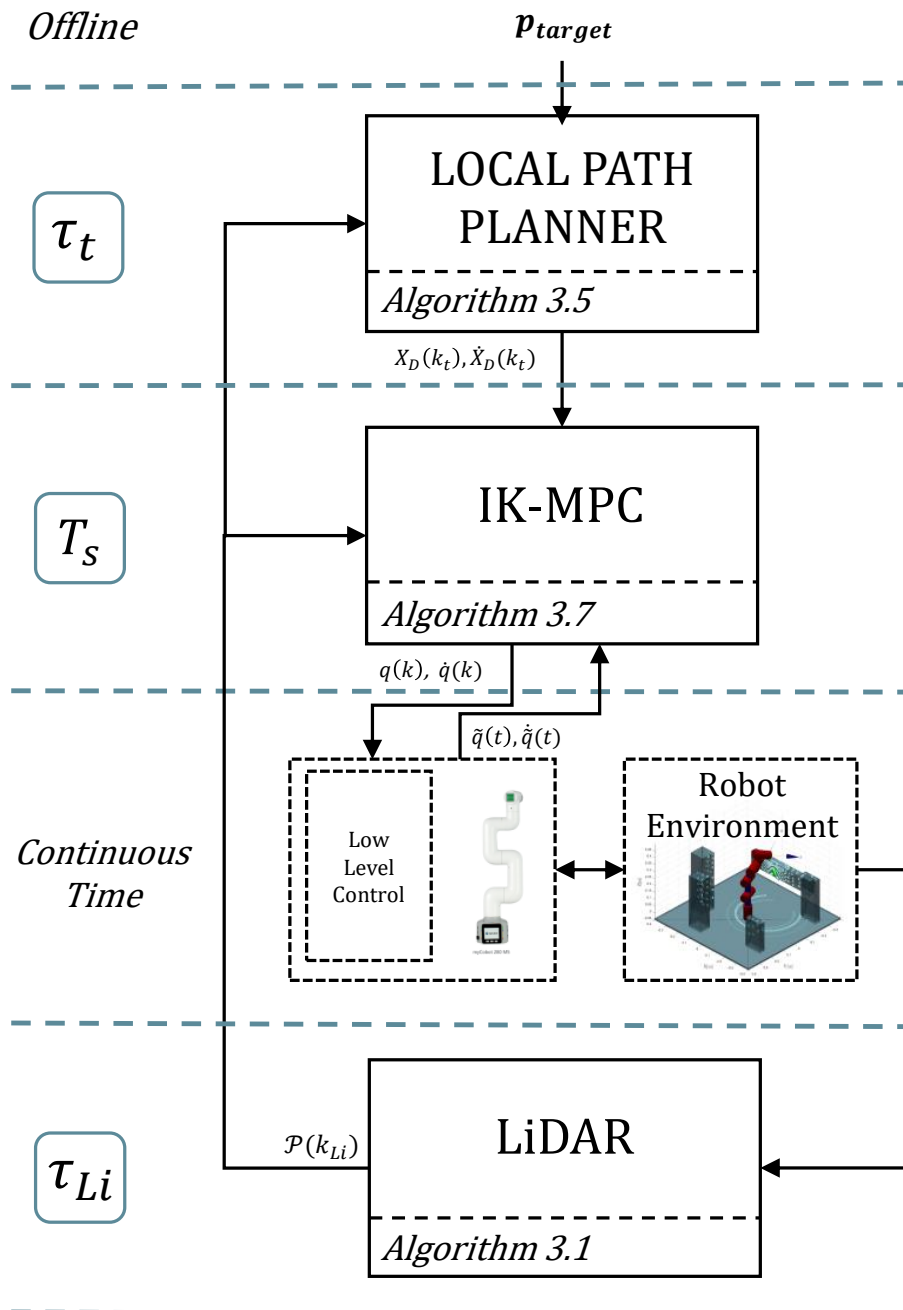 Offline
p_target
LOCAL PATH
PLANNER
τ_t
Algorithm 3.5
X_D(k_t), Ẋ_D(k_t)
IK-MPC
T_s
Algorithm 3.7
q(k), q̇(k)
q̃(t), q̇̃(t)
Robot
Environment
Low
Level
Control
Continuous
Time
LiDAR
𝒫(k_Li)
τ_Li
Algorithm 3.1